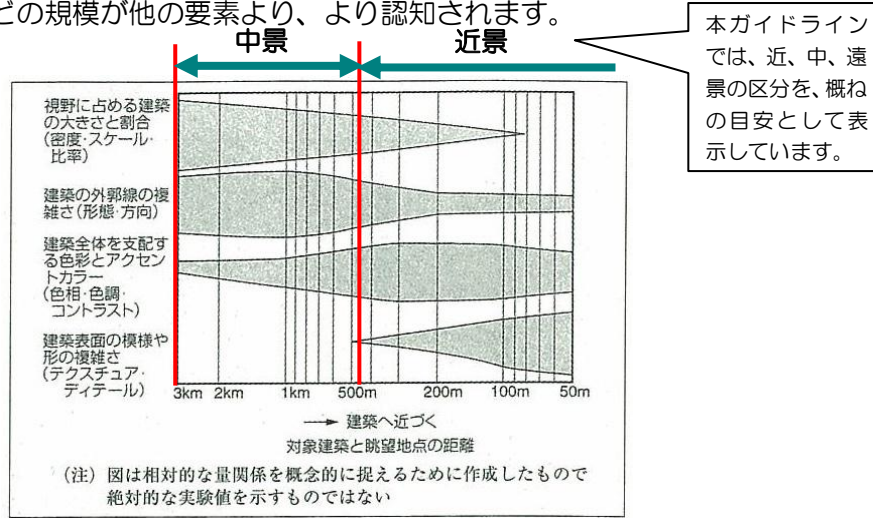 どの規模が他の要素より、より認知されます。
中景
近景
本ガイドライン
では、近、中、遠
景の区分を、概ね
の目安として表
示しています。
視野に占める建築
の大きさと割合
(密度・スケール・
比率)
建築の外郭線の複
雑さ(形態・方向)
建築全体を支配す
る色彩とアクセン
トカラー
(色相・色調・
コントラスト)
建築表面の模様や
形の複雑さ
(テクスチュア・
ディテール)
3km 2km 1km 500m 200m 100m 50m
→ 建築へ近づく
対象建築と眺望地点の距離
(注) 図は相対的な量関係を概念的に捉えるために作成したもので
絶対的な実験値を示すものではない